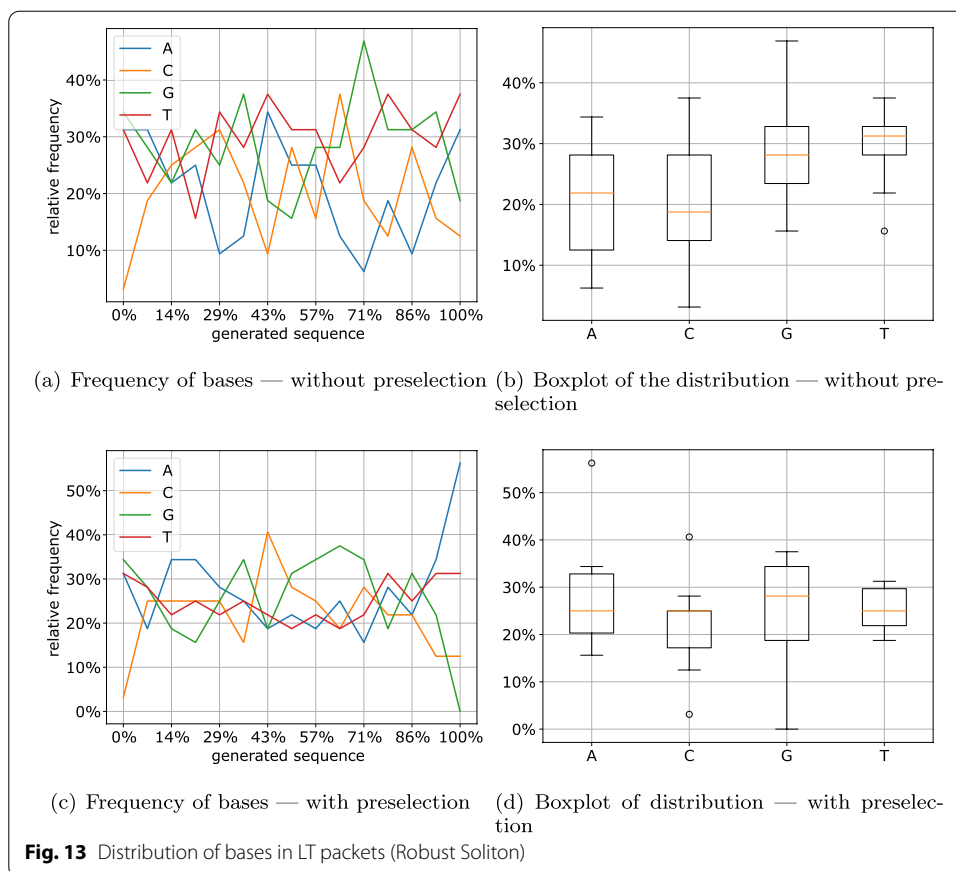 A
C
G
T
40%
30%
20%
10%
relative frequency
0% 14% 29% 43% 57% 71% 86% 100%
generated sequence
40%
30%
20%
10%
A C G T
(a) Frequency of bases — without preselection
(b) Boxplot of the distribution — without pre-
selection
A
C
G
T
50%
40%
30%
20%
10%
0%
relative frequency
0% 14% 29% 43% 57% 71% 86% 100%
generated sequence
50%
40%
30%
20%
10%
0%
A C G T
(c) Frequency of bases — with preselection
(d) Boxplot of distribution — with preselec-
tion
Fig. 13 Distribution of bases in LT packets (Robust Soliton)